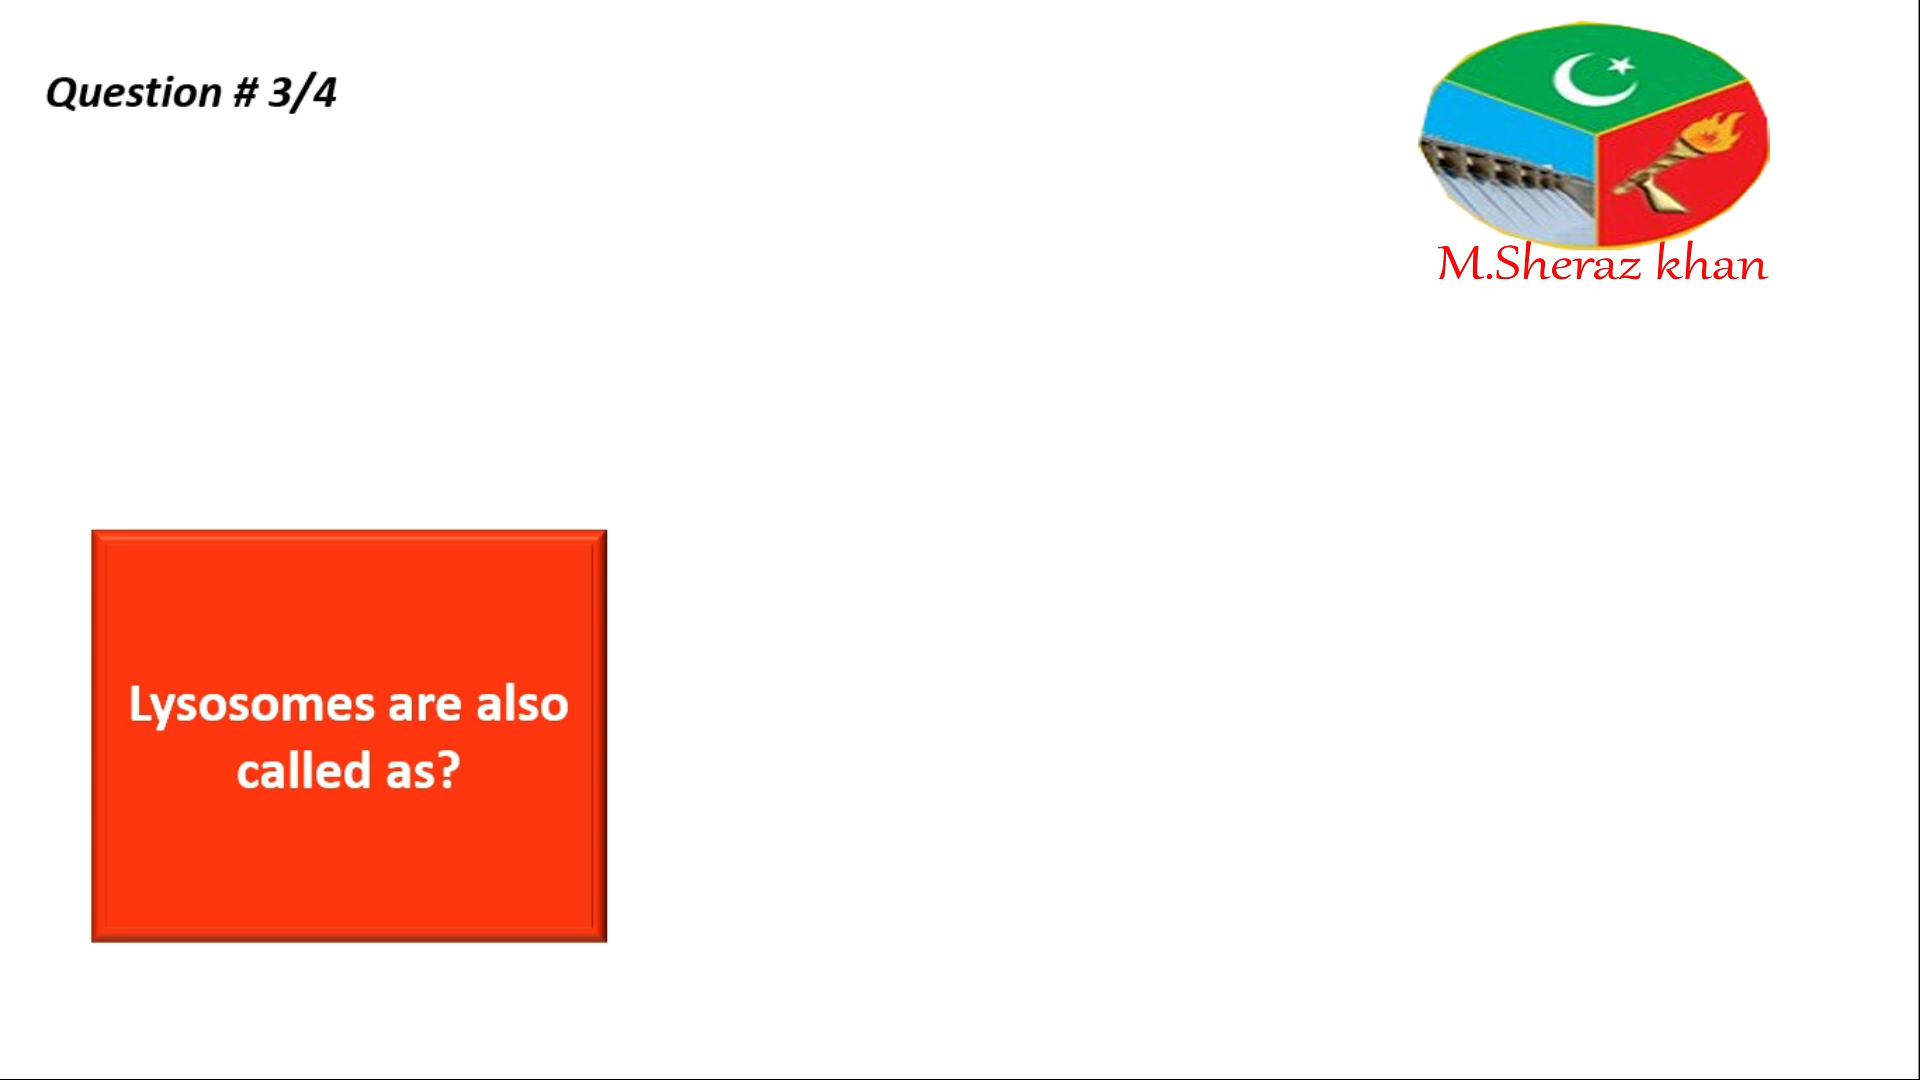 Question # 3/4
M.Sheraz khan
Lysosomes are also
called as?